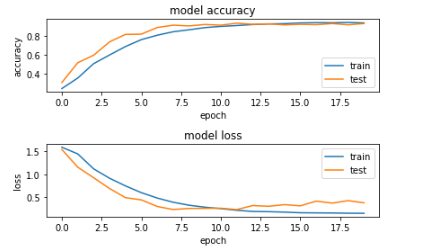 model accuracy
0.8
0.6
0.4
accuracy
0.0 2.5 5.0 7.5 10.0 12.5 15.0 17.5
epoch
train
test
model loss
1.5
1.0
0.5
loss
0.0 2.5 5.0 7.5 10.0 12.5 15.0 17.5
epoch
train
test